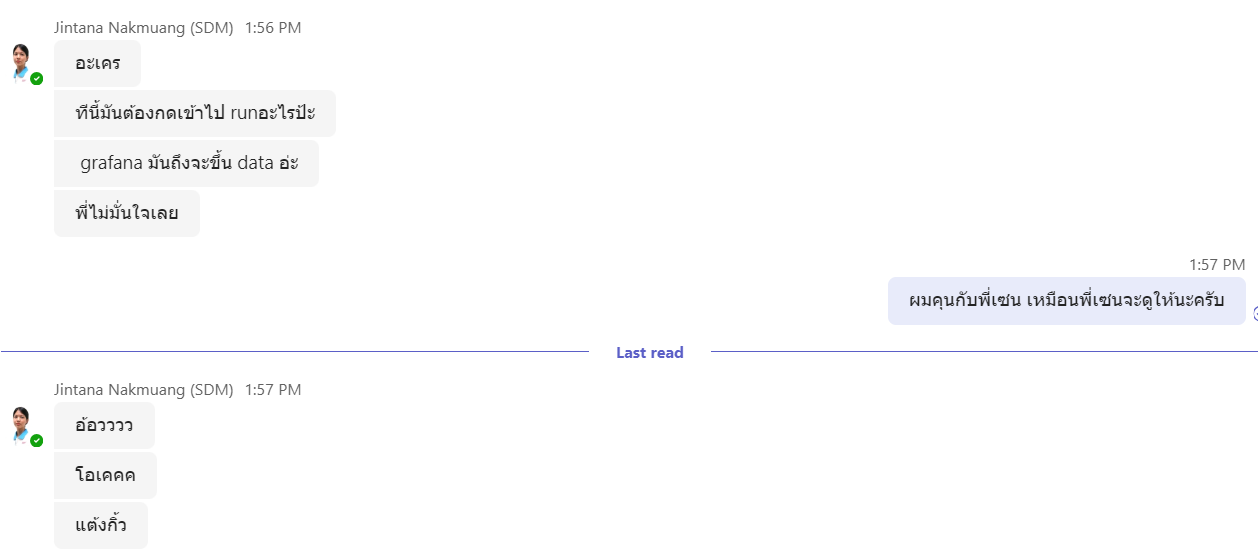 Jintana Nakmuang (SDM) 1:56 PM
อะเคร
ทีนี้มันต้องกดเข้าไป runอะไรป้ะ
grafana มันถึงจะขึ้น data อ่ะ
พี่ไม่มั่นใจเลย
1:57 PM
ผมคุนกับพี่เซน เหมือนพี่เซนจะดูให้นะครับ
Last read
Jintana Nakmuang (SDM) 1:57 PM
อ้อวววว
โอเคคค
แต้งกิ้ว